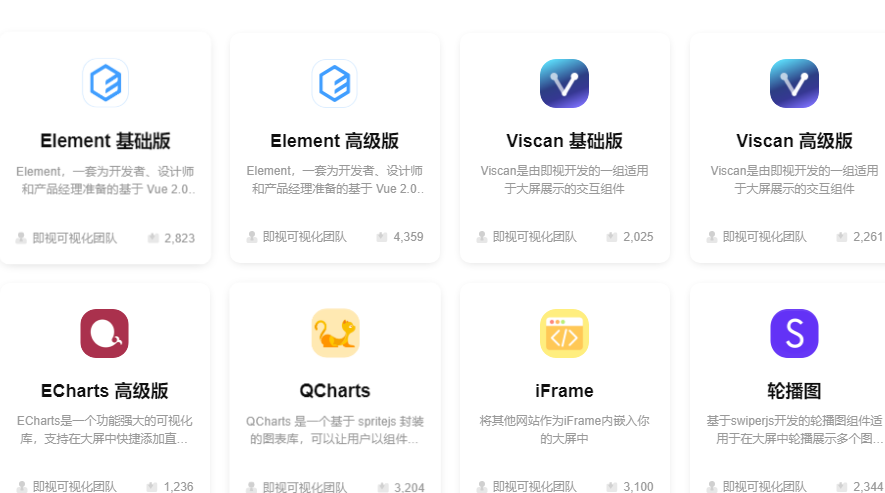 Element 基础版
Element 高级版
Viscan 基础版
Viscan 高级版
Element，一套为开发者、设计师
和产品经理准备的基于 Vue 2.0..
Element，一套为开发者、设计师
和产品经理准备的基于 Vue 2.0..
Viscan是由即视开发的一组适用
于大屏展示的交互组件
Viscan是由即视开发的一组适用
于大屏展示的交互组件
即视可视化团队 2,823
即视可视化团队 4,359
即视可视化团队 2,025
即视可视化团队 2,261
ECharts 高级版
QCharts
iFrame
S
轮播图
ECharts是一个功能强大的可视化
库，支持在大屏中快捷添加直...
QCharts 是一个基于 spritejs 封装
的图表库，可以让用户以组件...
将其他网站作为iFrame内嵌入你
的大屏中
基于swiperjs开发的轮播图组件适
用于在大屏中轮播展示多个图...
即视可视化团队 1,236
即视可视化团队 3,204
即视可视化团队 3,100
即视可视化团队 2,344